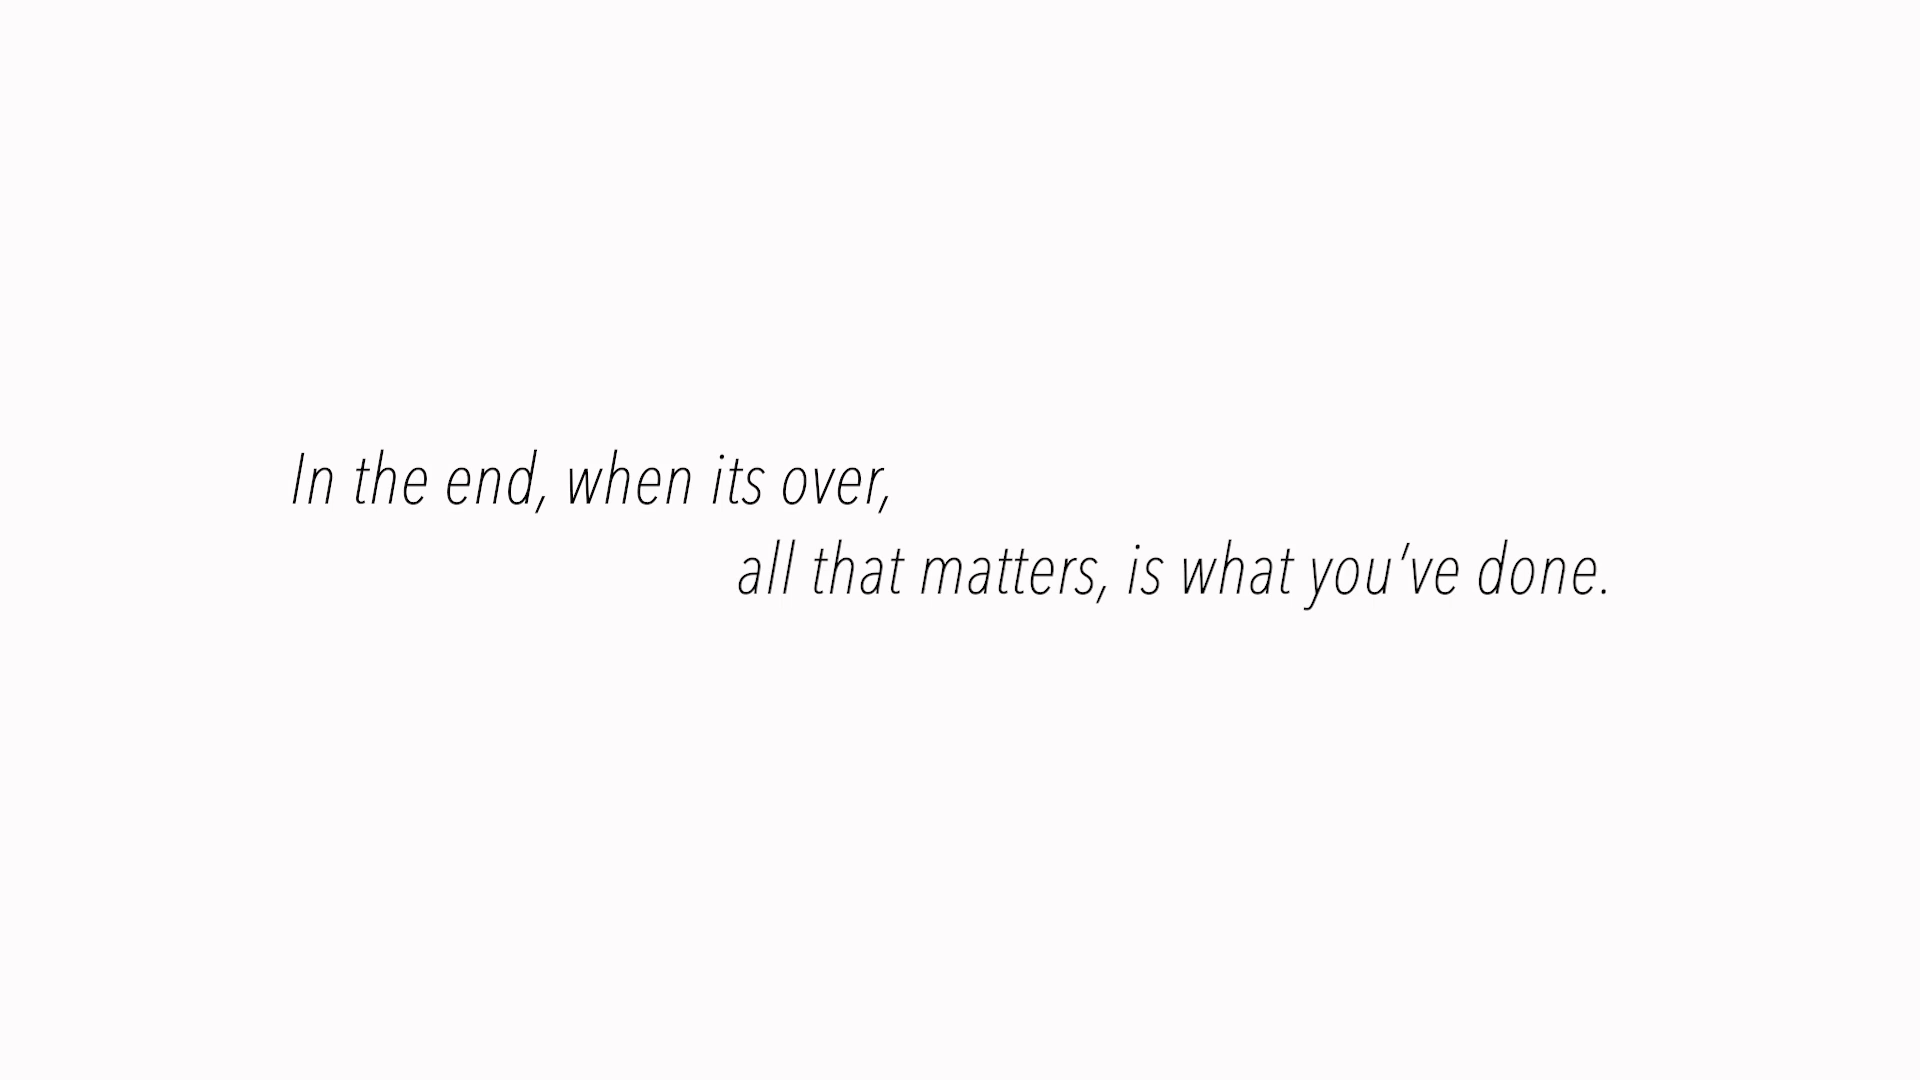 In the end, when its over,
all that matters, is what you've done.